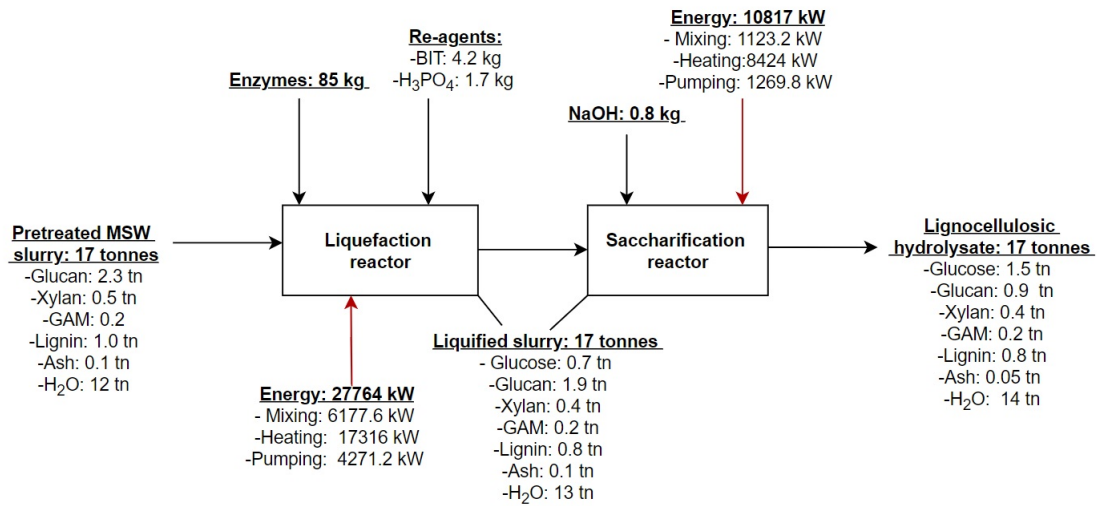 Energy: 10817 kW
- Mixing: 1123.2 kW
-Heating:8424 kW
-Pumping: 1269.8 kW
Re-agents:
-BIT: 4.2 kg
-H₃PO₄: 1.7 kg
Enzymes: 85 kg
NaOH: 0.8 kg
Pretreated MSW
slurry: 17 tonnes
-Glucan: 2.3 tn
-Xylan: 0.5 tn
-GAM: 0.2
-Lignin: 1.0 tn
-Ash: 0.1 tn
-H₂O: 12 tn
Liquefaction
reactor
Saccharification
reactor
Lignocellulosic
hydrolysate: 17 tonnes
-Glucose: 1.5 tn
-Glucan: 0.9 tn
-Xylan: 0.4 tn
-GAM: 0.2 tn
-Lignin: 0.8 tn
-Ash: 0.05 tn
-H₂O: 14 tn
Energy: 27764 kW
- Mixing: 6177.6 kW
-Heating: 17316 kW
-Pumping: 4271.2 kW
Liquified slurry: 17 tonnes
- Glucose: 0.7 tn
-Glucan: 1.9 tn
-Xylan: 0.4 tn
-GAM: 0.2 tn
-Lignin: 0.8 tn
-Ash: 0.1 tn
-H₂O: 13 tn